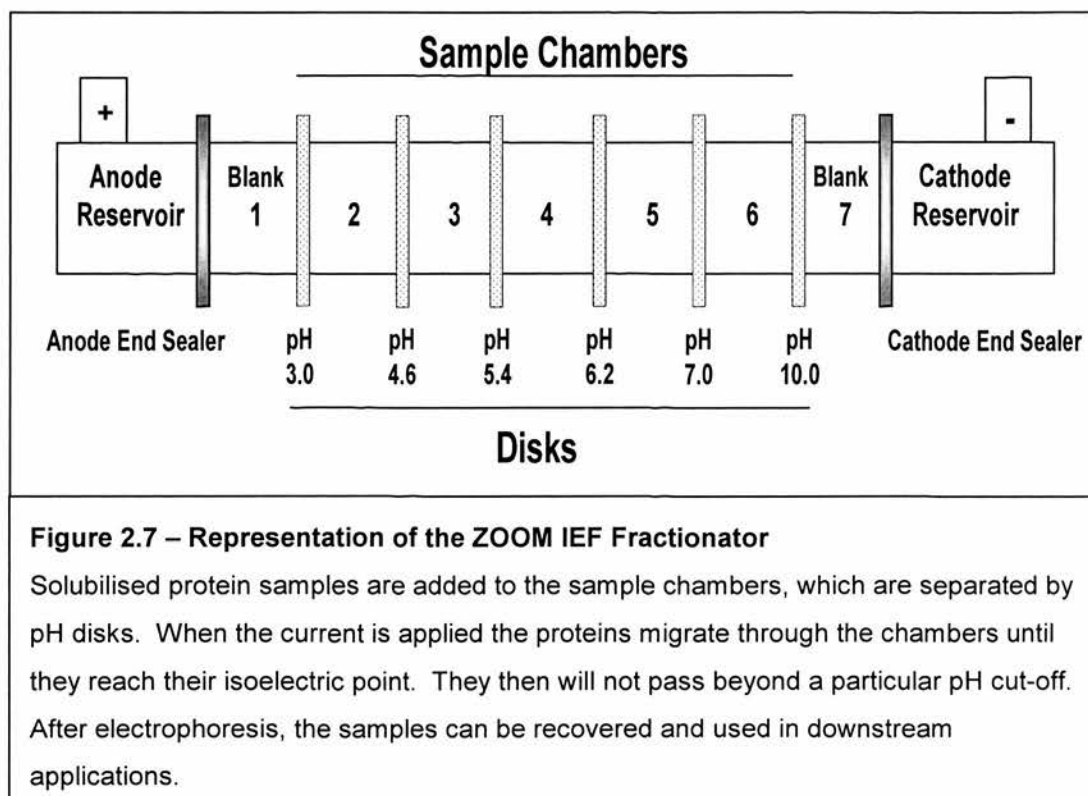 Sample Chambers
+
-
Anode
Reservoir
Blank
1
2
3
4
5
6
Blank
7
Cathode
Reservoir
Anode End Sealer
pH
3.0
pH
4.6
pH
5.4
pH
6.2
pH
7.0
pH
10.0
Cathode End Sealer
Disks
Figure 2.7 – Representation of the ZOOM IEF Fractionator
Solubilised protein samples are added to the sample chambers, which are separated by
pH disks. When the current is applied the proteins migrate through the chambers until
they reach their isoelectric point. They then will not pass beyond a particular pH cut-off.
After electrophoresis, the samples can be recovered and used in downstream
applications.